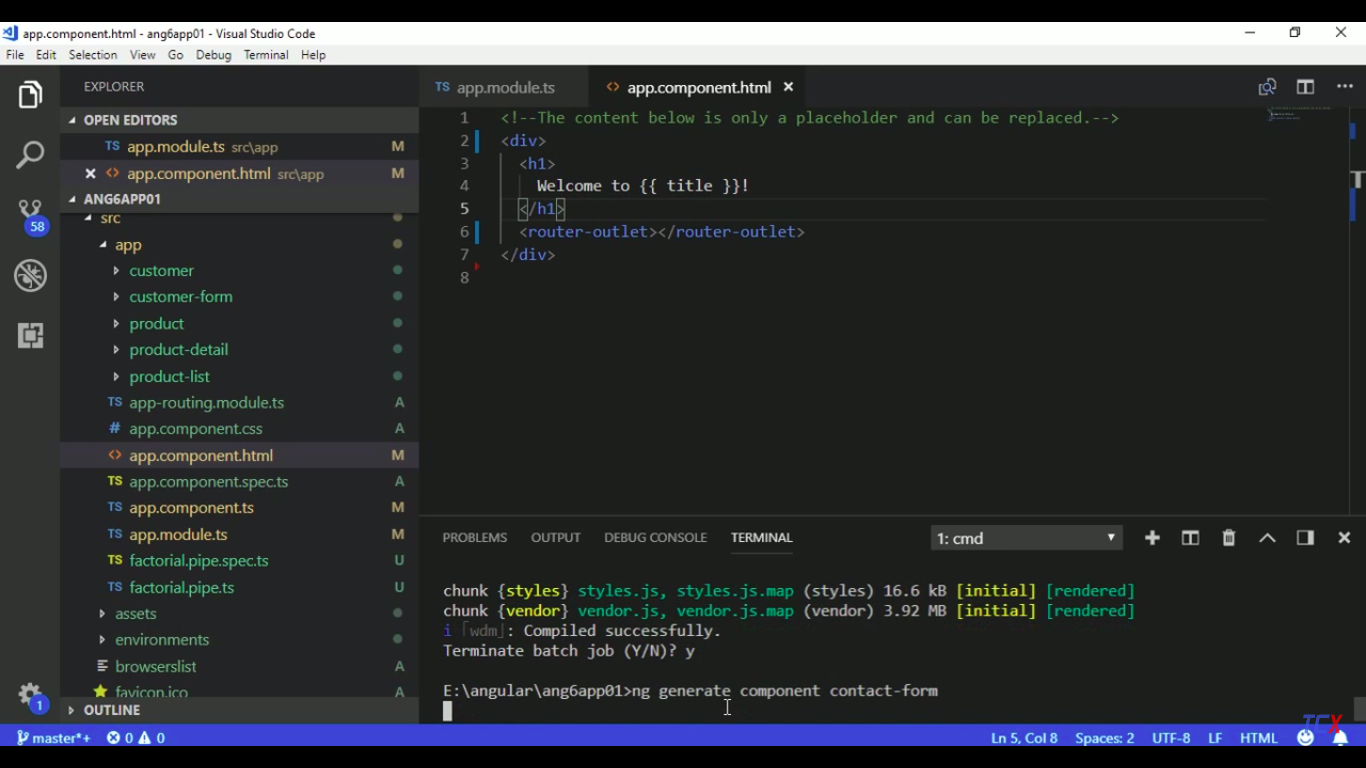 app.component.html - ang6app01 - Visual Studio Code
File Edit Selection View Go Debug Terminal Help
EXPLORER
OPEN EDITORS
TS app.module.ts src\app M
<> app.component.html src\app M
ANG6APP01
58
src
app
customer
customer-form
product
product-detail
product-list
TS app-routing.module.ts A
# app.component.css A
<> app.component.html M
TS app.component.spec.ts A
TS app.component.ts M
TS app.module.ts M
TS factorial.pipe.spec.ts U
TS factorial.pipe.ts U
assets
environments
browserslist A
favicon.ico A
OUTLINE
1
TS app.module.ts <> app.component.html
1 <!--The content below is only a placeholder and can be replaced.-->
2 <div>
3 <h1>
4 Welcome to {{ title }}!
5 </h1>
6 <router-outlet></router-outlet>
7 </div>
8
PROBLEMS OUTPUT DEBUG CONSOLE TERMINAL 1: cmd
chunk {styles} styles.js, styles.js.map (styles) 16.6 kB [initial] [rendered]
chunk {vendor} vendor.js, vendor.js.map (vendor) 3.92 MB [initial] [rendered]
i ｢wdm｣: Compiled successfully.
Terminate batch job (Y/N)? y
E:\angular\ang6app01>ng generate component contact-form
TCX
master*+ 0 0 Ln 5, Col 8 Spaces: 2 UTF-8 LF HTML